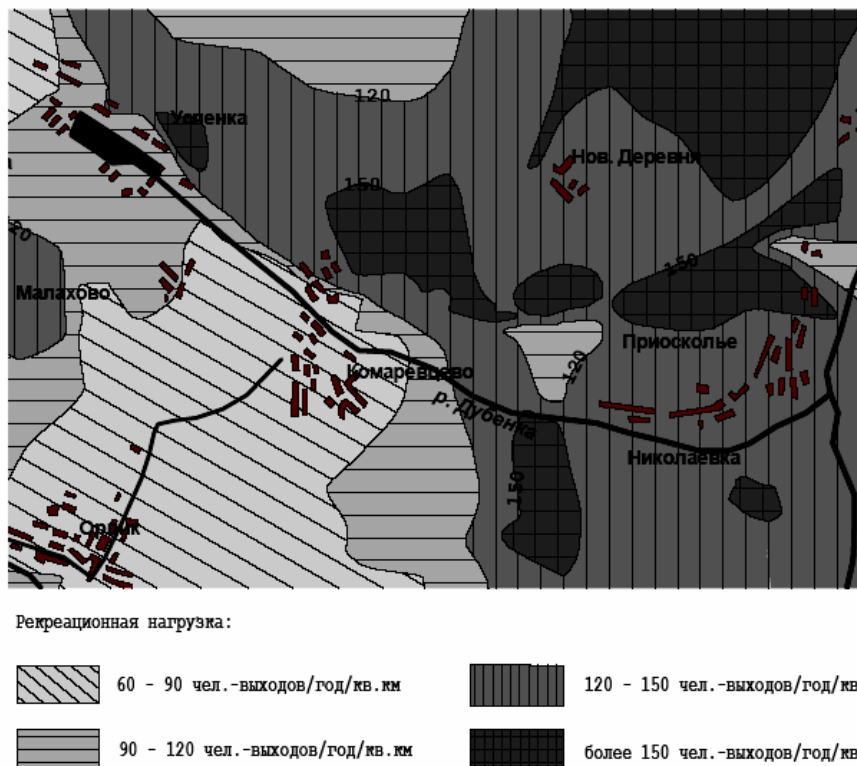 120
Успенка
Нов. Деревня
150
а
20
150
Малахово
Приосколье
120
Комаревцево
р. Дубенка
Николаевка
150
Орлик
Рекреационная нагрузка:
60 - 90 чел.-выходов/год/кв.км
120 - 150 чел.-выходов/год/кв
90 - 120 чел.-выходов/год/кв.км
более 150 чел.-выходов/год/кв